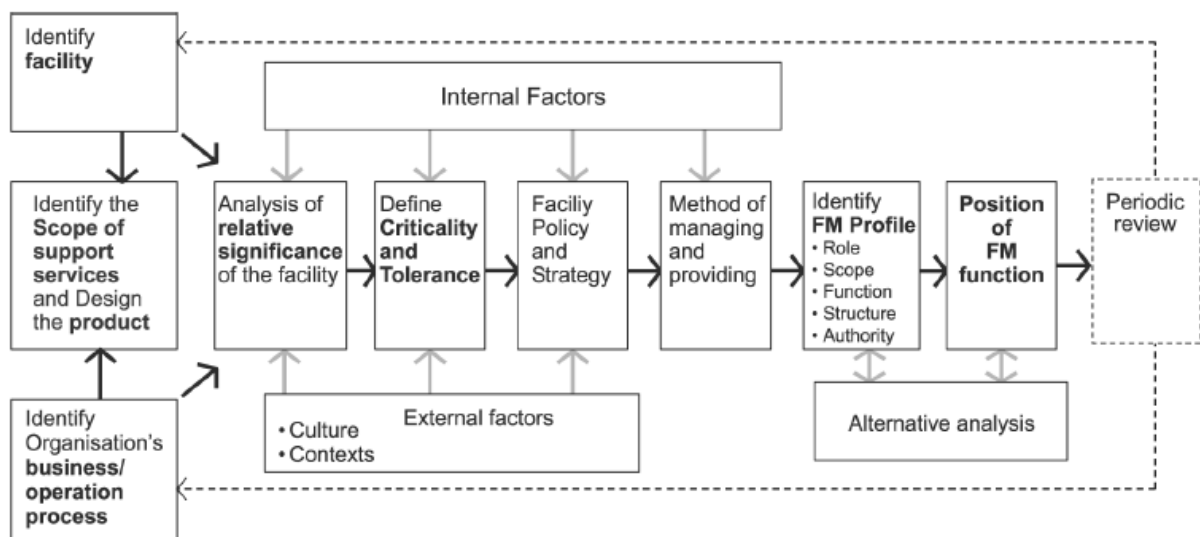 Identify
facility
Internal Factors
Identify the
Scope of
support
services
and Design
the product
Analysis of
relative
significance
of the facility
Define
Criticality and
Tolerance
Faciliy
Policy
and
Strategy
Method of
managing
and
providing
Identify
FM Profile
• Role
• Scope
• Function
• Structure
• Authority
Position
of
FM
function
Periodic
review
Identify
Organisation's
business/
operation
process
External factors
• Culture
• Contexts
Alternative analysis